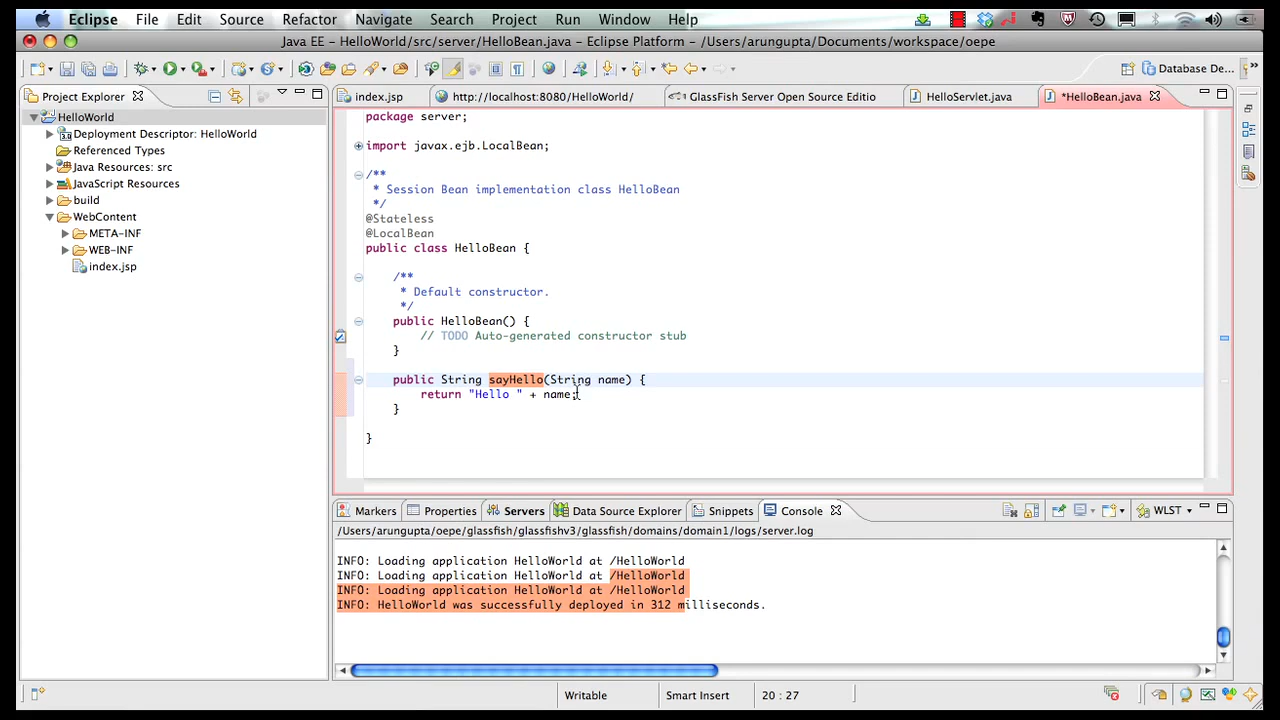 Eclipse File Edit Source Refactor Navigate Search Project Run Window Help
Java EE - HelloWorld/src/server/HelloBean.java - Eclipse Platform - /Users/arungupta/Documents/workspace/oepe
Database De...
Project Explorer
index.jsp
http://localhost:8080/HelloWorld/
GlassFish Server Open Source Editio
HelloServlet.java
*HelloBean.java
HelloWorld
Deployment Descriptor: HelloWorld
Referenced Types
Java Resources: src
JavaScript Resources
build
WebContent
META-INF
WEB-INF
index.jsp
package server;
import javax.ejb.LocalBean;
/**
* Session Bean implementation class HelloBean
*/
@Stateless
@LocalBean
public class HelloBean {
/**
* Default constructor.
*/
public HelloBean() {
// TODO Auto-generated constructor stub
}
public String sayHello(String name) {
return "Hello " + name;
}
}
Markers Properties Servers Data Source Explorer Snippets Console
WLST
/Users/arungupta/oepe/glassfish/glassfishv3/glassfish/domains/domain1/logs/server.log
INFO: Loading application HelloWorld at /HelloWorld
INFO: Loading application HelloWorld at /HelloWorld
INFO: Loading application HelloWorld at /HelloWorld
INFO: HelloWorld was successfully deployed in 312 milliseconds.
Writable Smart Insert 20 : 27